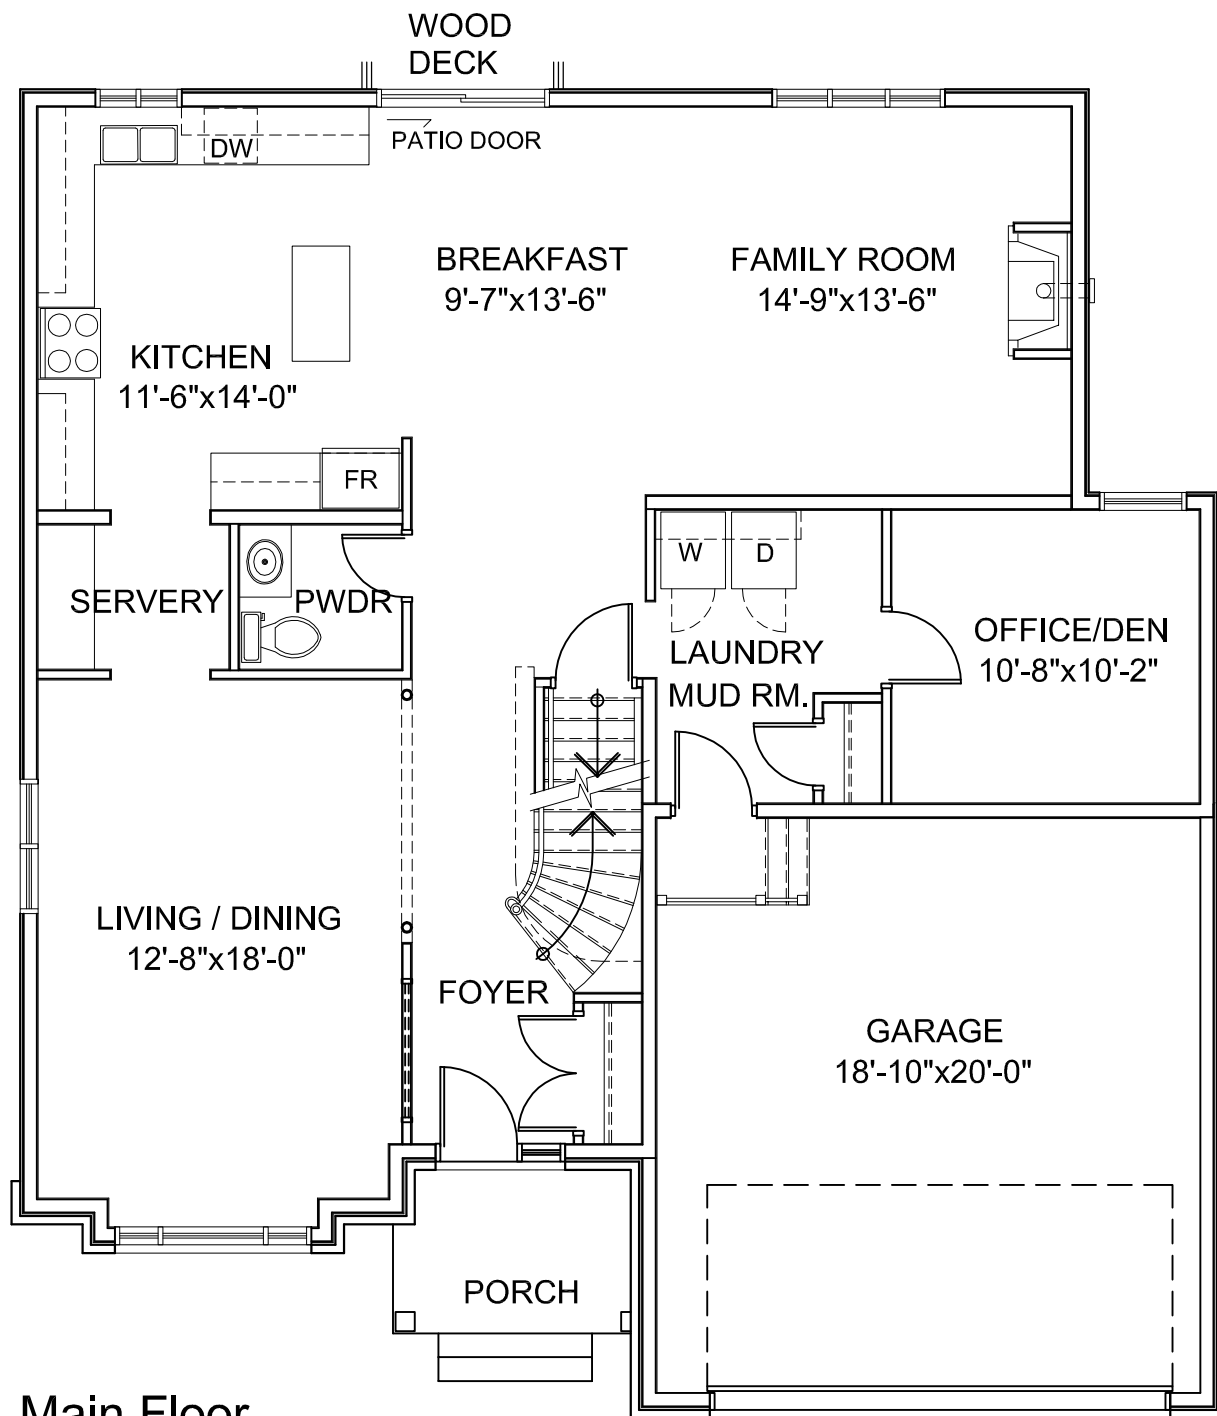 WOOD
DECK
DW
PATIO DOOR
BREAKFAST
9'-7"x13'-6"
FAMILY ROOM
14'-9"x13'-6"
KITCHEN
11'-6"x14'-0"
FR
W
D
SERVERY
PWDR
LAUNDRY
MUD RM.
OFFICE/DEN
10'-8"x10'-2"
LIVING / DINING
12'-8"x18'-0"
FOYER
GARAGE
18'-10"x20'-0"
PORCH
Main Floor